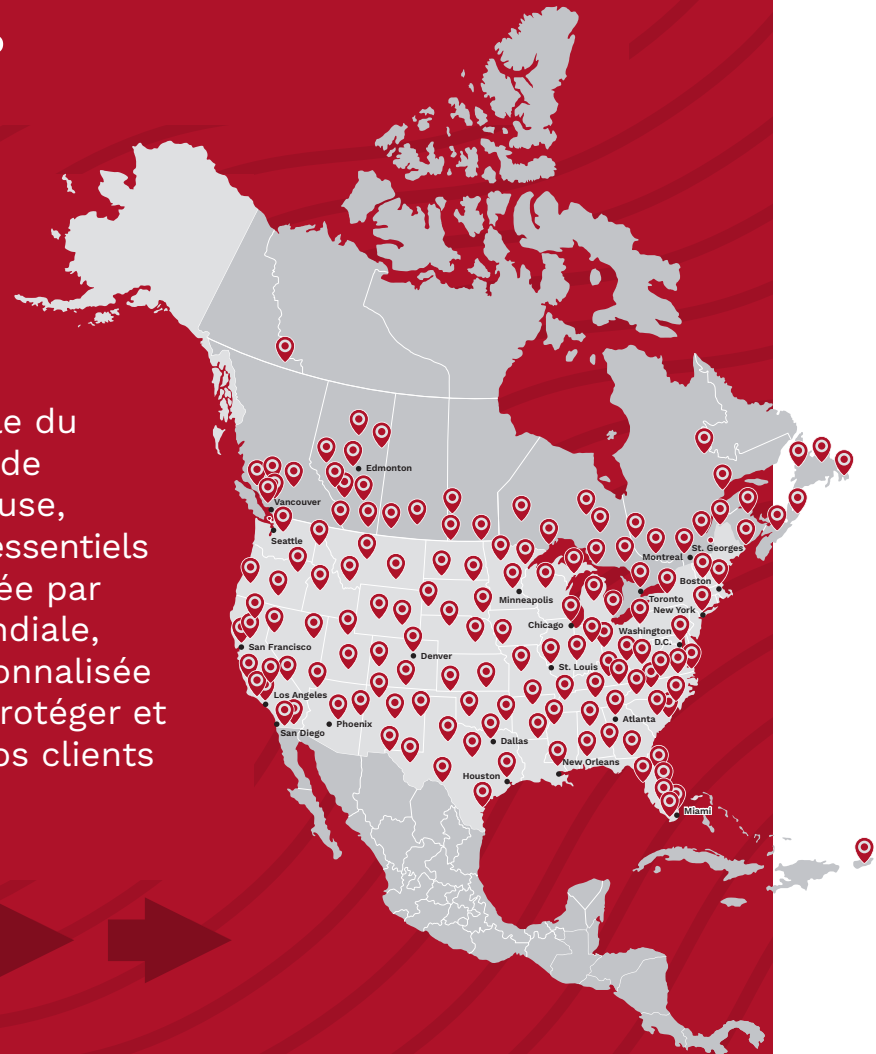 le du
de
use,
essentiels
ée par
ndiale,
onnalisée
rotéger et
os clients
Edmonton
Vancouver
Seattle
Montreal
St. Georges
Boston
Toronto
New York
Minneapolis
Chicago
Washington
D.C.
San Francisco
Denver
St. Louis
Los Angeles
San Diego
Phoenix
Atlanta
Dallas
New Orleans
Houston
Miami